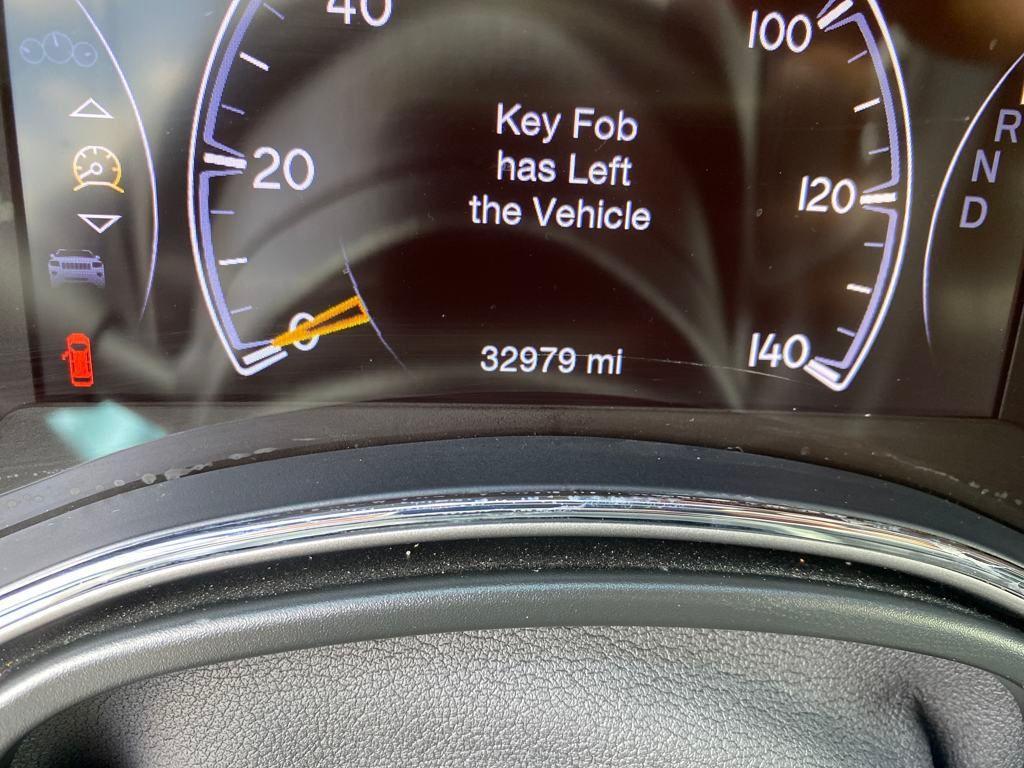 40
100
20
Key Fob
has Left
the Vehicle
120
R
N
D
0
32979 mi
140